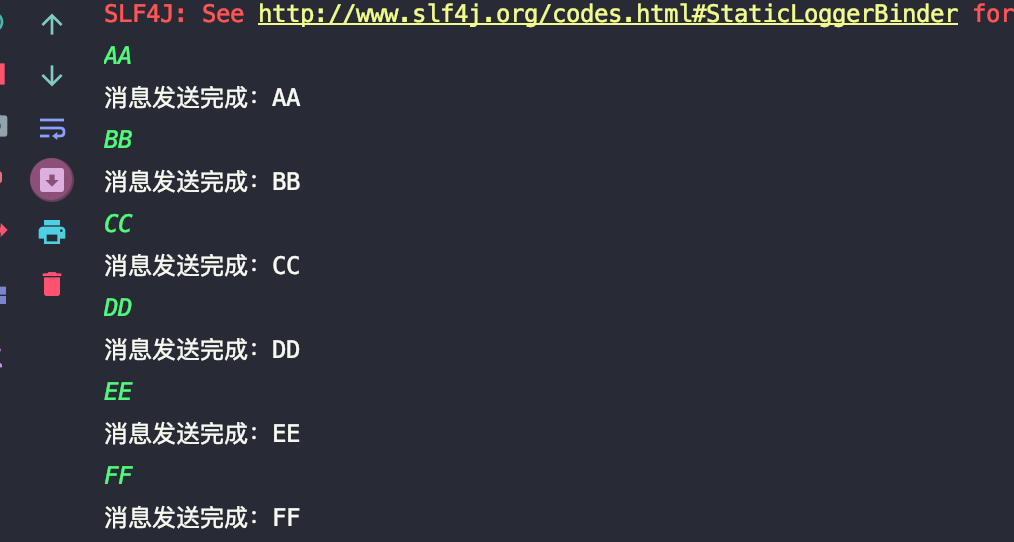 SLF4J: See http://www.slf4j.org/codes.html#StaticLoggerBinder for
AA
消息发送完成：AA
BB
消息发送完成：BB
CC
消息发送完成：CC
DD
消息发送完成：DD
EE
消息发送完成：EE
FF
消息发送完成：FF